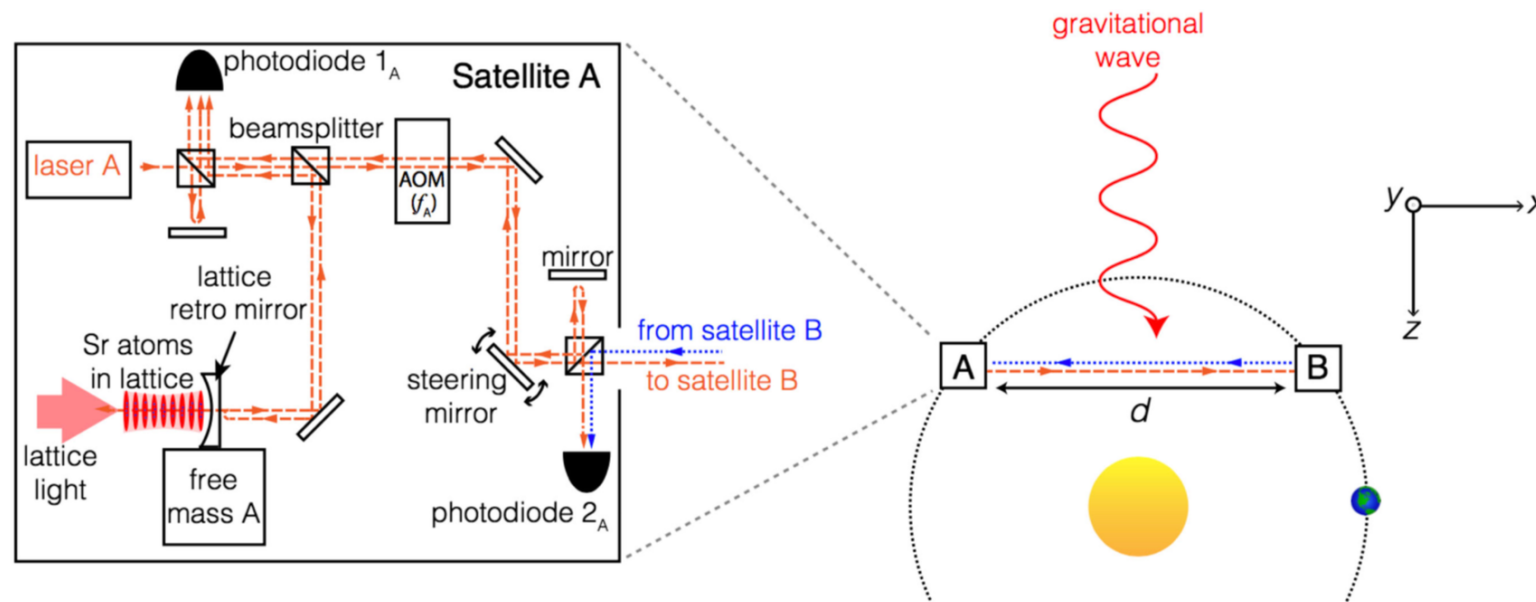 gravitational
wave
photodiode 1A
Satellite A
beamsplitter
laser A
AOM
(fA)
mirror
lattice
retro mirror
from satellite B
to satellite B
Sr atoms
in lattice
steering
mirror
lattice
light
free
mass A
photodiode 2A
A
B
d
y
x
z